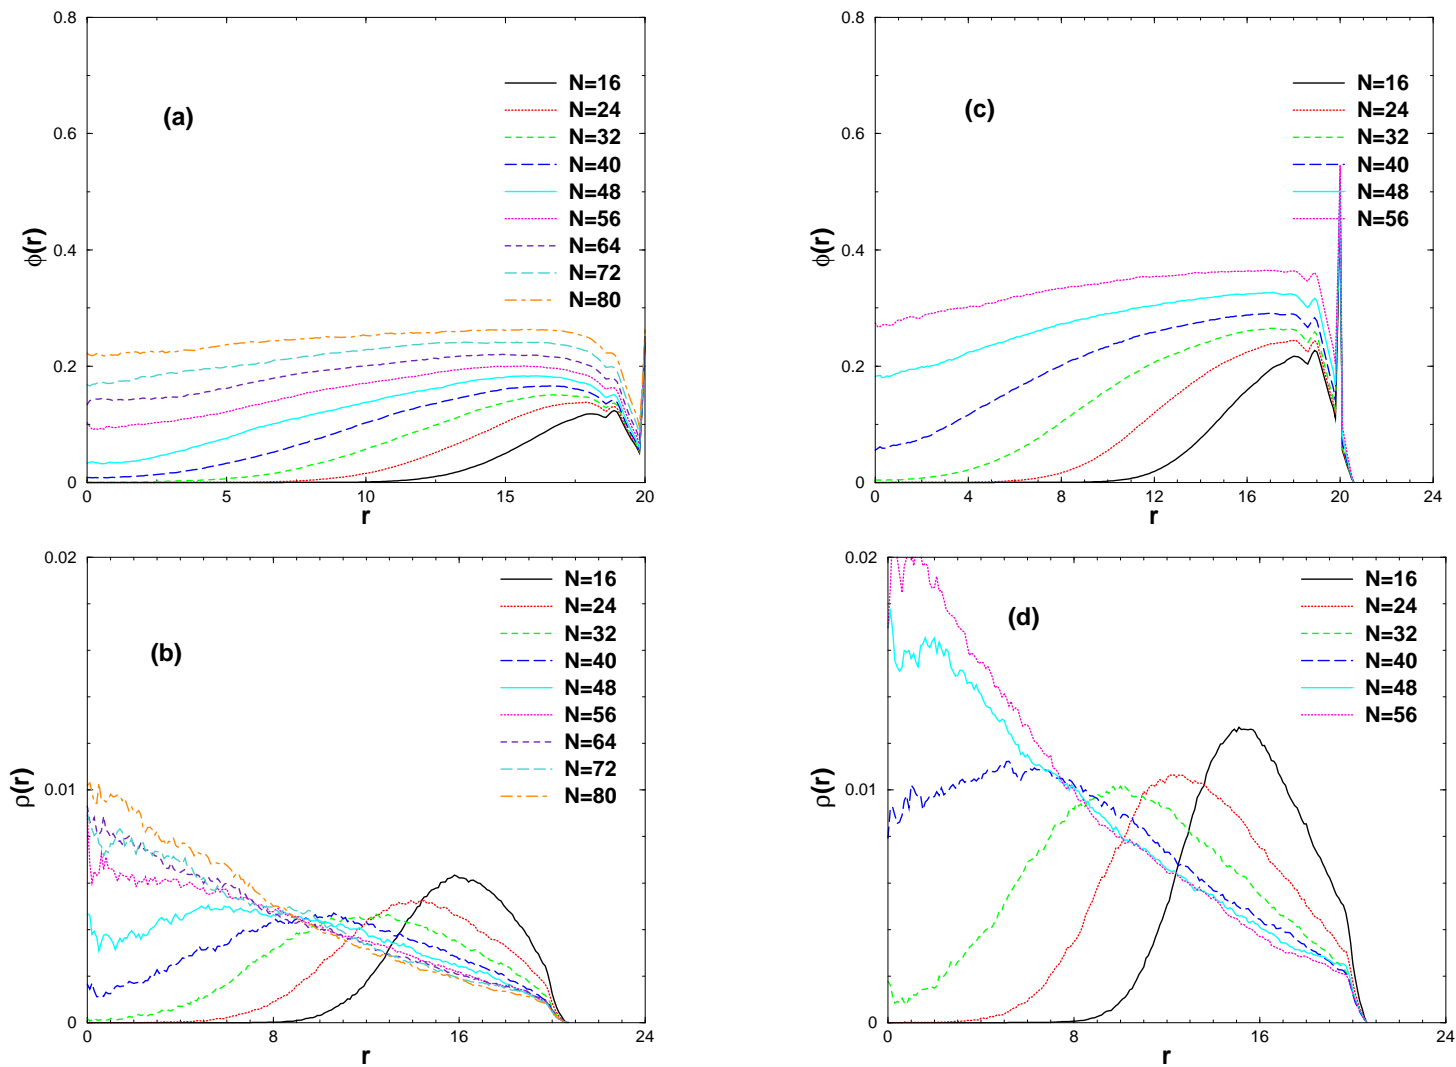 0.8
0.6
0.4
0.2
0
ϕ(r)
(a)
N=16
N=24
N=32
N=40
N=48
N=56
N=64
N=72
N=80
0 5 10 15 20
r
0.8
0.6
0.4
0.2
0
ϕ(r)
(c)
N=16
N=24
N=32
N=40
N=48
N=56
0 4 8 12 16 20 24
r
0.02
0.01
0
ρ(r)
(b)
N=16
N=24
N=32
N=40
N=48
N=56
N=64
N=72
N=80
0 8 16 24
r
0.02
0.01
0
ρ(r)
(d)
N=16
N=24
N=32
N=40
N=48
N=56
0 8 16 24
r